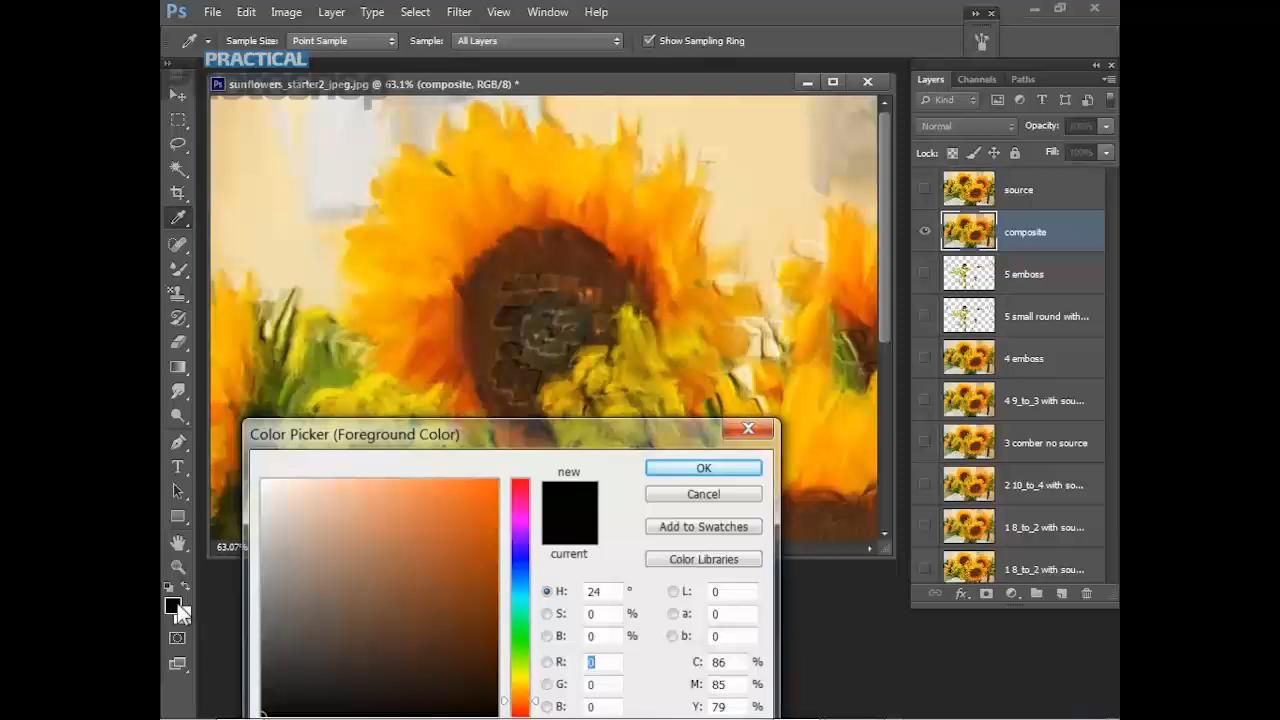 Ps File Edit Image Layer Type Select Filter View Window Help
Sample Size: Point Sample Sample: All Layers Show Sampling Ring
PRACTICAL
sunflowers_starter2_jpeg.jpg @ 63.1% (composite, RGB/8) *
Layers Channels Paths
Kind
Normal Opacity: 100%
Lock: Fill: 100%
source
composite
5 emboss
5 small round with...
4 emboss
4 9_to_3 with sou...
3 comber no source
2 10_to_4 with so...
1 8_to_2 with sou...
1 8_to_2 with sou...
fx
63.07%
Color Picker (Foreground Color)
new
current
OK
Cancel
Add to Swatches
Color Libraries
H: 24 °
S: 0 %
B: 0 %
R: 0
G: 0
B: 0
L: 0
a: 0
b: 0
C: 86 %
M: 85 %
Y: 79 %